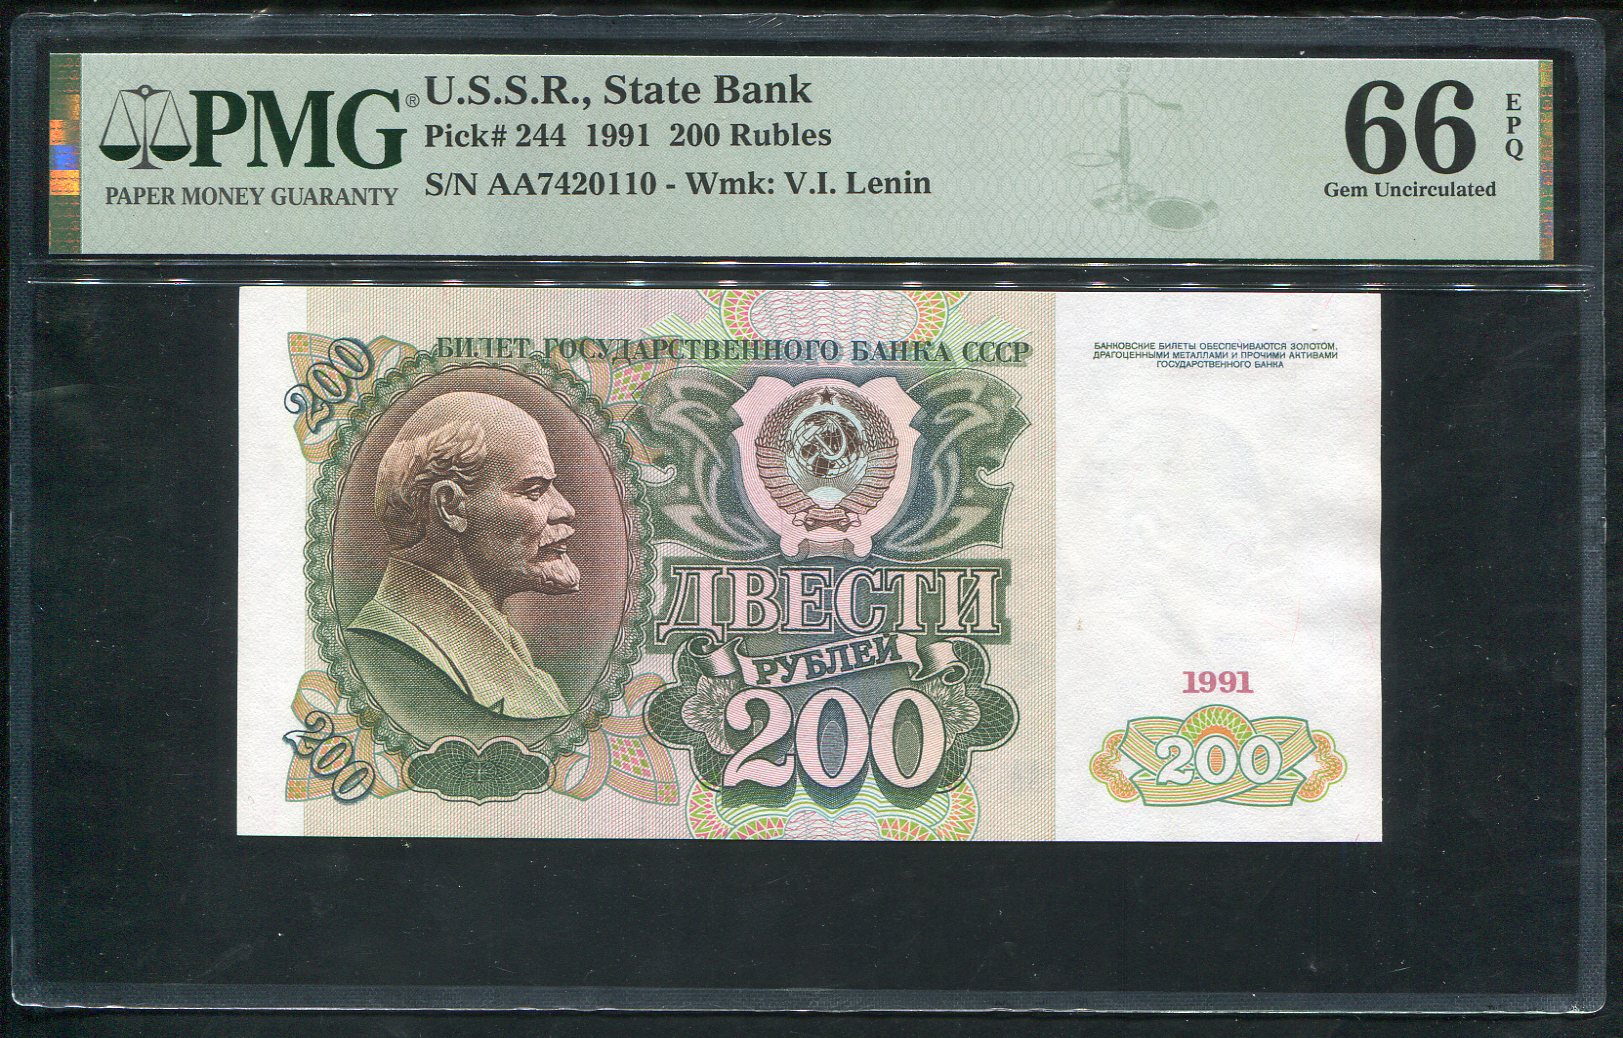 PMG®
PAPER MONEY GUARANTY
U.S.S.R., State Bank
Pick# 244 1991 200 Rubles
S/N AA7420110 - Wmk: V.I. Lenin
66
EPQ
Gem Uncirculated
200
БИЛЕТ ГОСУДАРСТВЕННОГО БАНКА СССР
БАНКОВСКИЕ БИЛЕТЫ ОБЕСПЕЧИВАЮТСЯ ЗОЛОТОМ,
ДРАГОЦЕННЫМИ МЕТАЛЛАМИ И ПРОЧИМИ АКТИВАМИ
ГОСУДАРСТВЕННОГО БАНКА
ДВЕСТИ
РУБЛЕЙ
200
200
1991
200